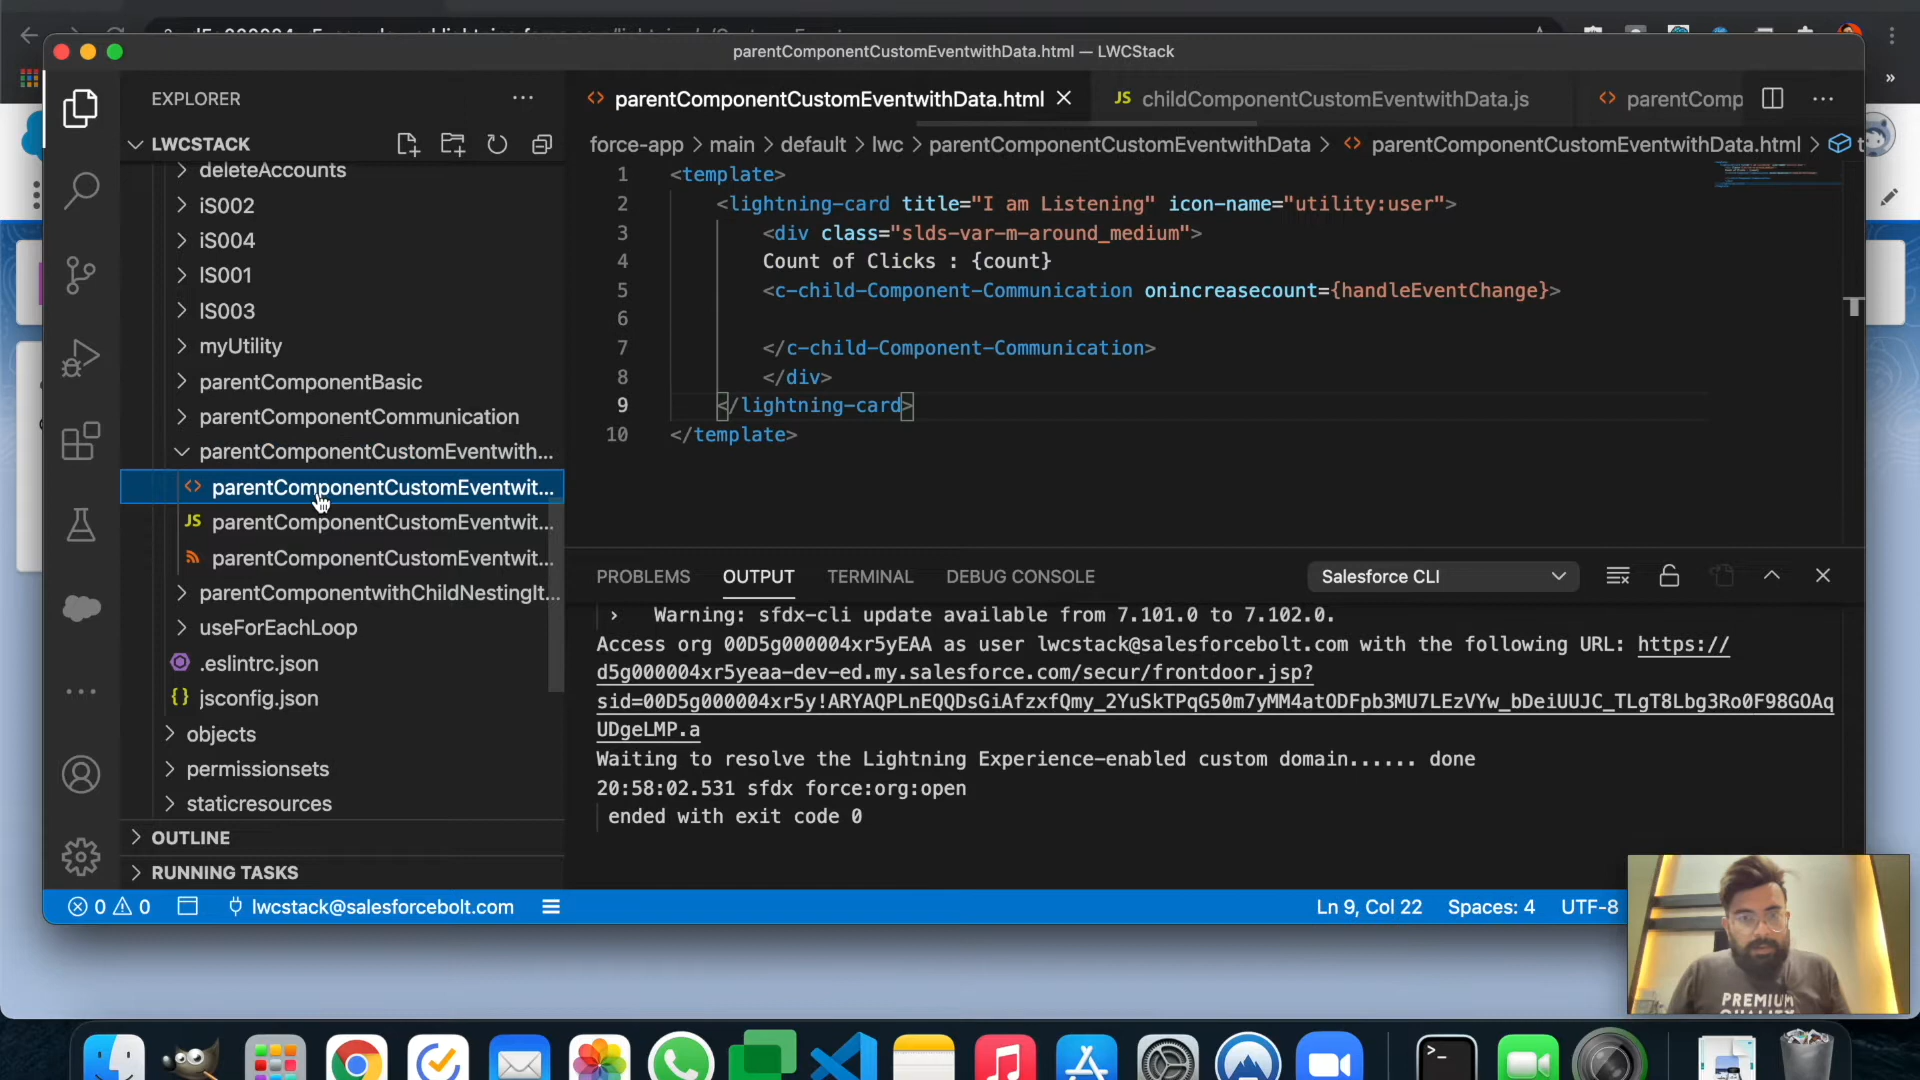 parentComponentCustomEventwithData.html — LWCStack
EXPLORER
LWCSTACK
deleteAccounts
iS002
iS004
IS001
IS003
myUtility
parentComponentBasic
parentComponentCommunication
parentComponentCustomEventwith...
parentComponentCustomEventwit...
JS parentComponentCustomEventwit...
parentComponentCustomEventwit...
parentComponentwithChildNestingIt...
useForEachLoop
.eslintrc.json
{} jsconfig.json
objects
permissionsets
staticresources
OUTLINE
RUNNING TASKS
<> parentComponentCustomEventwithData.html
JS childComponentCustomEventwithData.js
<> parentComp
force-app > main > default > lwc > parentComponentCustomEventwithData > <> parentComponentCustomEventwithData.html >
1 <template>
2 <lightning-card title="I am Listening" icon-name="utility:user">
3 <div class="slds-var-m-around_medium">
4 Count of Clicks : {count}
5 <c-child-Component-Communication onincreasecount={handleEventChange}>
6
7 </c-child-Component-Communication>
8 </div>
9 </lightning-card>
10 </template>
PROBLEMS OUTPUT TERMINAL DEBUG CONSOLE
Salesforce CLI
› Warning: sfdx-cli update available from 7.101.0 to 7.102.0.
Access org 00D5g000004xr5yEAA as user lwcstack@salesforcebolt.com with the following URL: https://
d5g000004xr5yeaa-dev-ed.my.salesforce.com/secur/frontdoor.jsp?
sid=00D5g000004xr5y!ARYAQPLnEQQDsGiAfzxfQmy_2YuSkTPqG50m7yMM4atODFpb3MU7LEzVYw_bDeiUUJC_TLgT8Lbg3Ro0F98GOAq
UDgeLMP.a
Waiting to resolve the Lightning Experience-enabled custom domain...... done
20:58:02.531 sfdx force:org:open
ended with exit code 0
0 0 lwcstack@salesforcebolt.com
Ln 9, Col 22 Spaces: 4 UTF-8
PREMIUM